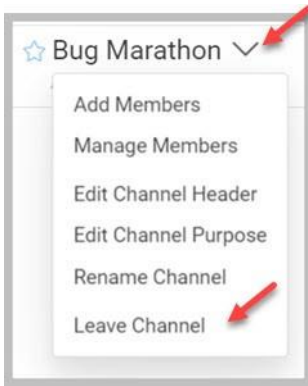 Bug Marathon
Add Members
Manage Members
Edit Channel Header
Edit Channel Purpose
Rename Channel
Leave Channel